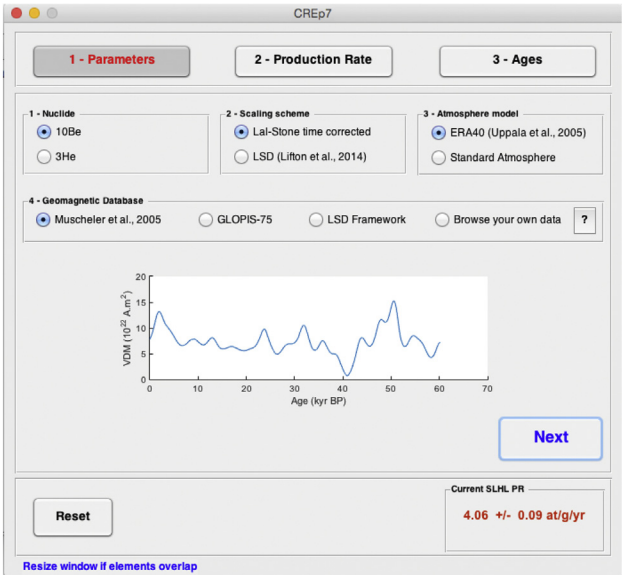 CREp7
1 - Parameters
2 - Production Rate
3 - Ages
1 - Nuclide
10Be
3He
2 - Scaling scheme
Lal-Stone time corrected
LSD (Lifton et al., 2014)
3 - Atmosphere model
ERA40 (Uppala et al., 2005)
Standard Atmosphere
4 - Geomagnetic Database
Muscheler et al., 2005
GLOPIS-75
LSD Framework
Browse your own data
?
VDM (10²² A.m²)
20
15
10
5
0
0 10 20 30 40 50 60 70
Age (kyr BP)
Next
Reset
Current SLHL PR
4.06 +/- 0.09 at/g/yr
Resize window if elements overlap